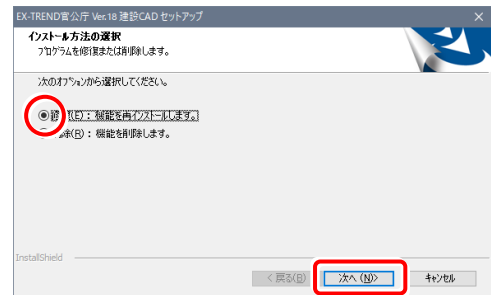 EX-TREND官公庁 Ver.18 建設CAD セットアップ
インストール方法の選択
プログラムを修復または削除します。
次のオプションから選択してください。
(E)：機能を再インストールします。
除(R)：機能を削除します。
InstallShield
< 戻る(B) 次へ (N)> キャンセル